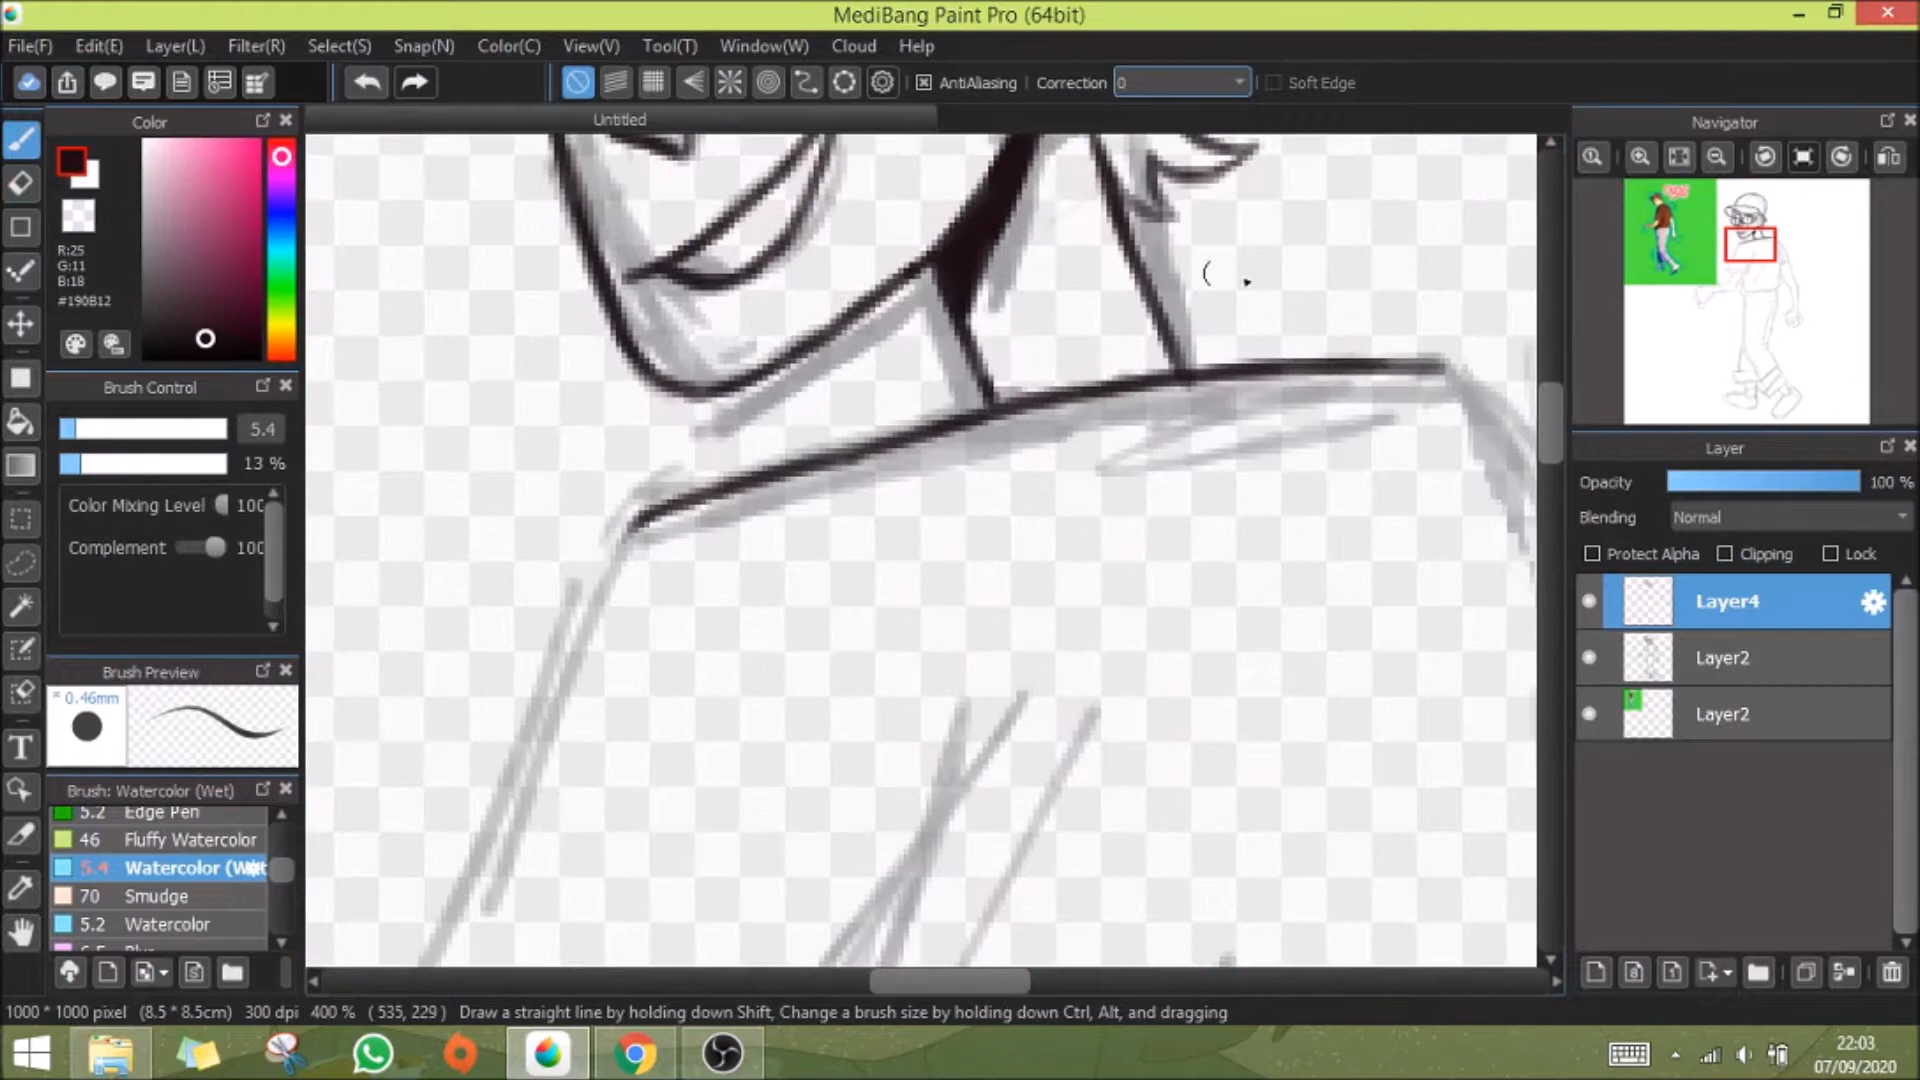 MediBang Paint Pro (64bit)
File(F) Edit(E) Layer(L) Filter(R) Select(S) Snap(N) Color(C) View(V) Tool(T) Window(W) Cloud Help
AntiAliasing Correction 0 Soft Edge
Color
Untitled
Navigator
R:25
G:11
B:18
#190B12
Brush Control
5.4
13 %
Color Mixing Level 100
Complement 100
Brush Preview
* 0.46mm
Brush: Watercolor (Wet)
5.2 Edge Pen
46 Fluffy Watercolor
5.4 Watercolor (Wet
70 Smudge
5.2 Watercolor
Layer
Opacity 100 %
Blending Normal
Protect Alpha Clipping Lock
Layer4
Layer2
Layer2
1000 * 1000 pixel (8.5 * 8.5cm) 300 dpi 400 % ( 535, 229 ) Draw a straight line by holding down Shift, Change a brush size by holding down Ctrl, Alt, and dragging
22:03
07/09/2020